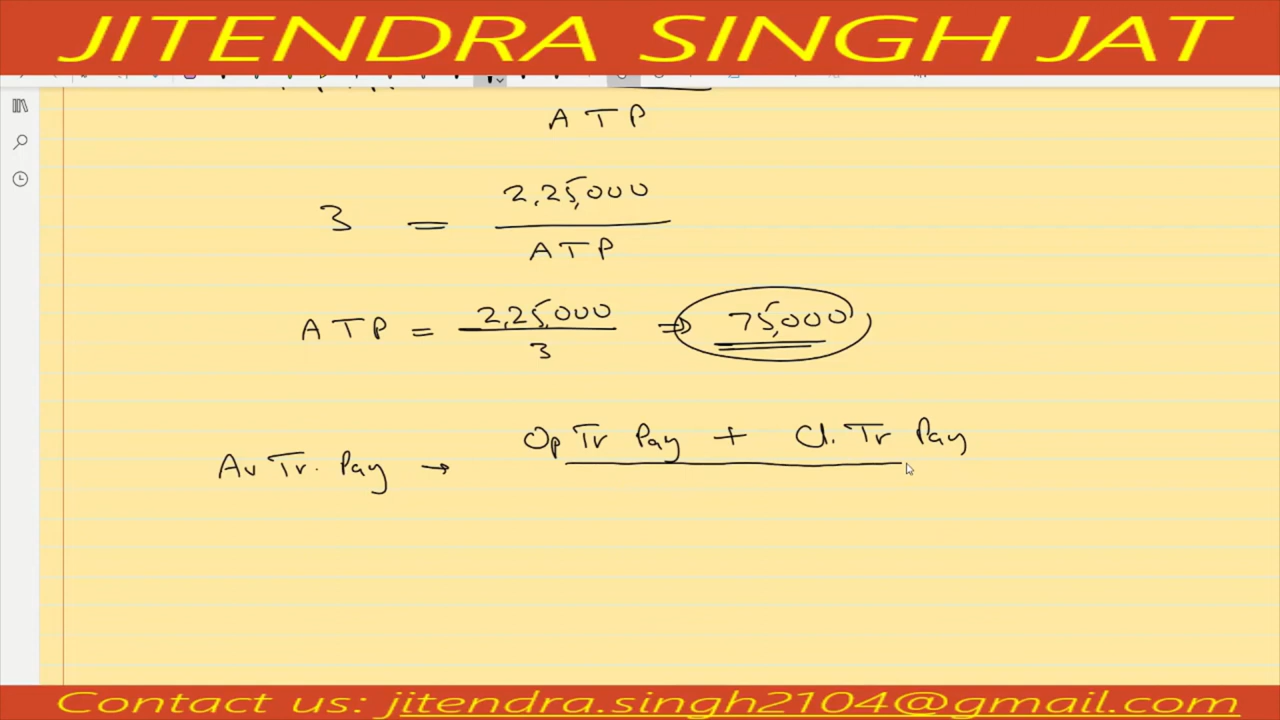 JITENDRA SINGH JAT
ATP
3 = 2,25,000
ATP
ATP = 2,25,000 ⇒ 75,000
3
Op Tr Pay + Cl. Tr Pay
Av Tr. Pay →
Contact us: jitendra.singh2104@gmail.com